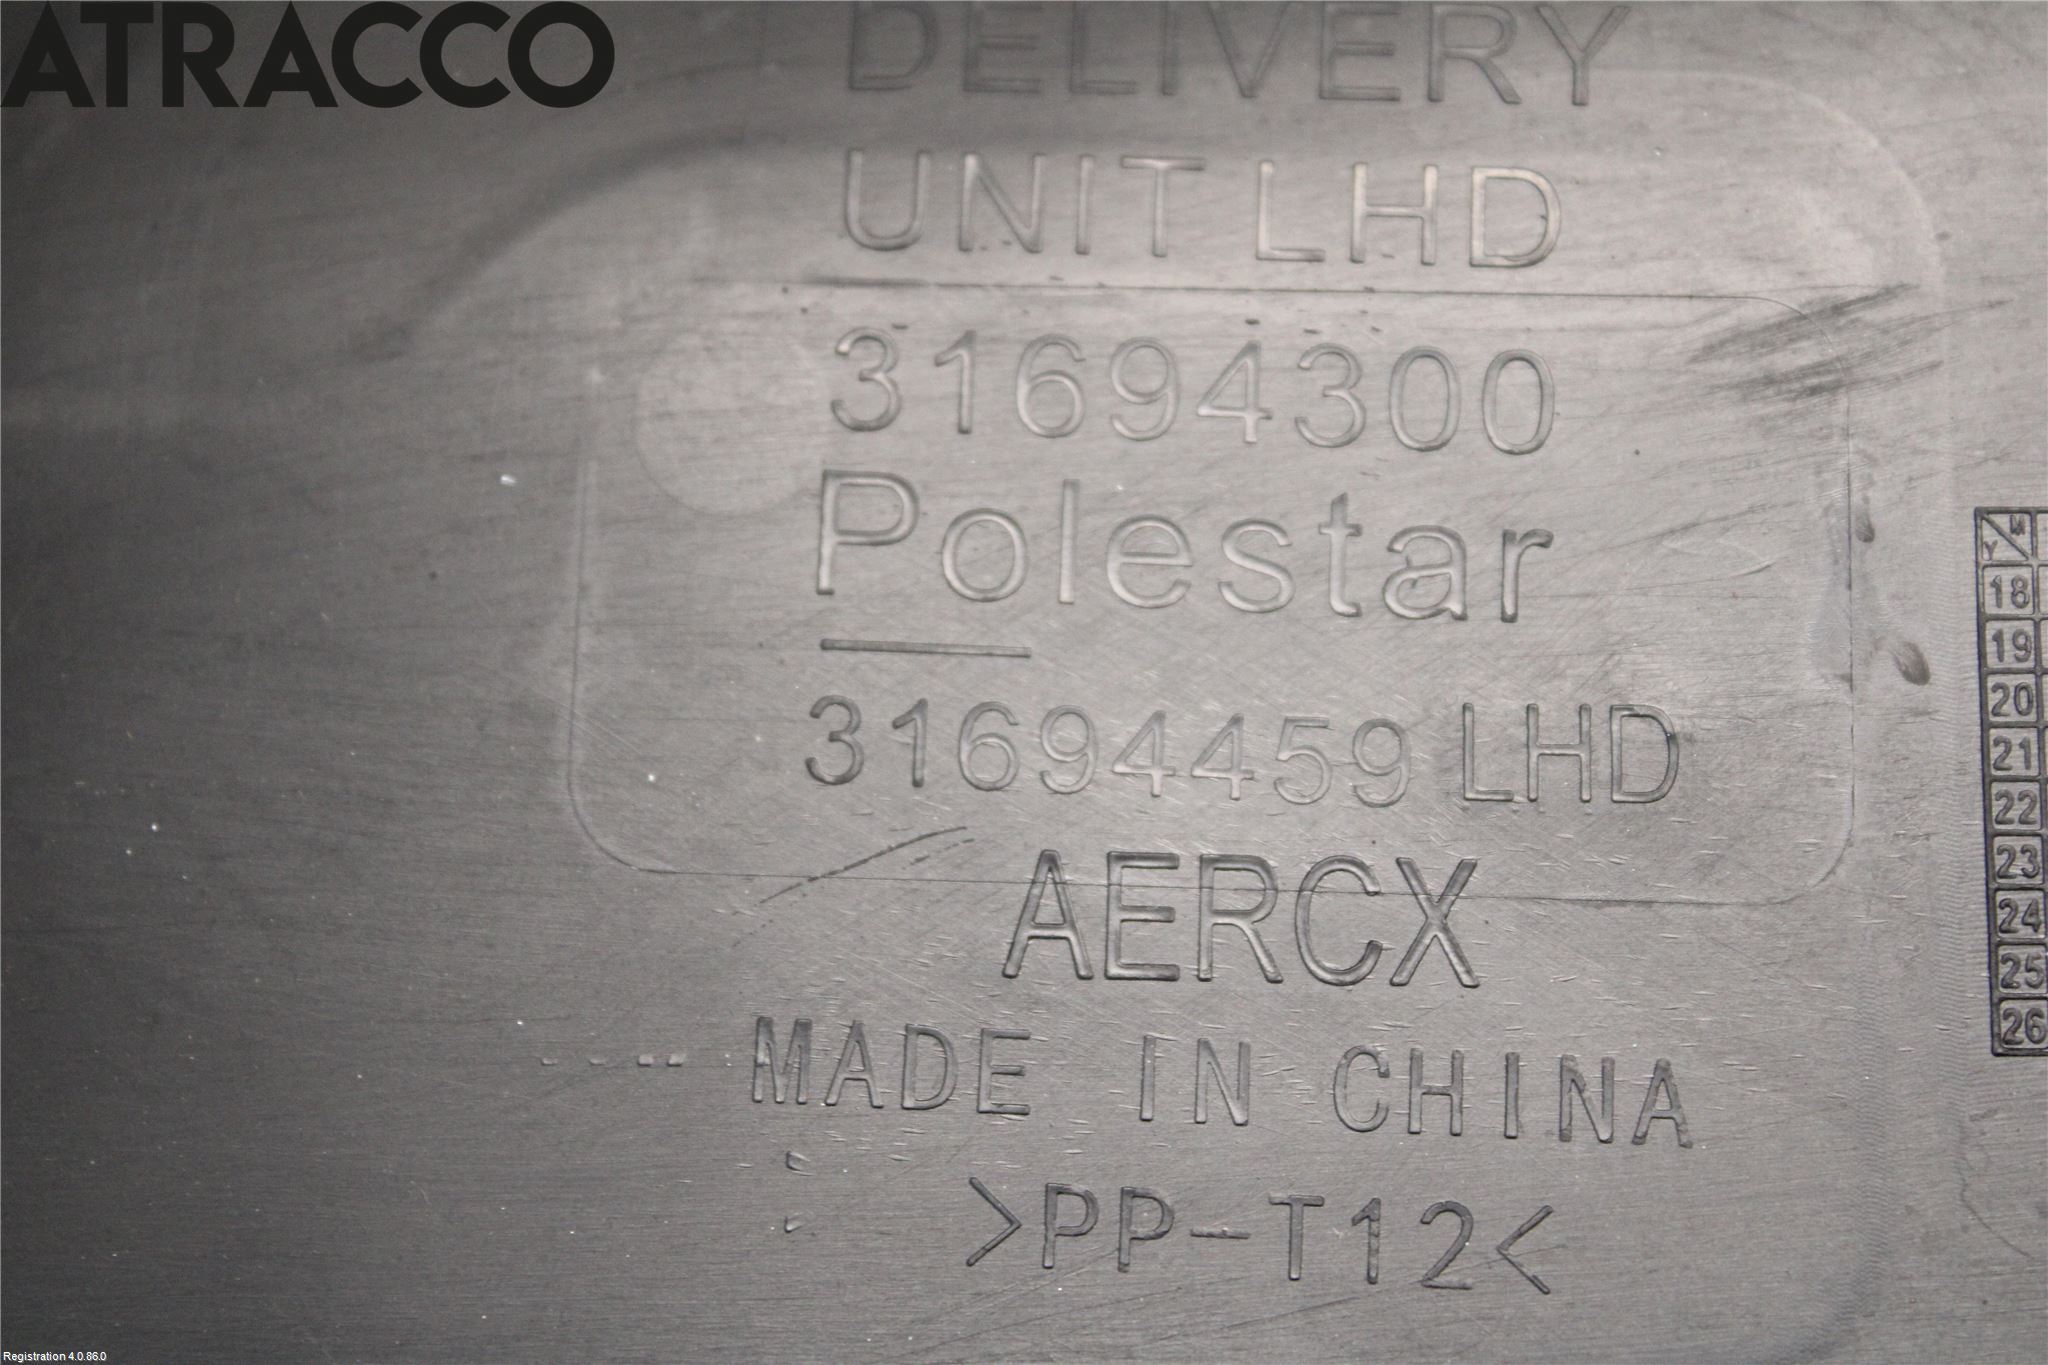 ATRACCO
DELIVERY
UNIT LHD
31694300
Polestar
31694459 LHD
AERCX
MADE IN CHINA
>PP-T12<
Y M
18
19
20
21
22
23
24
25
26
Registration 4.0.86.0